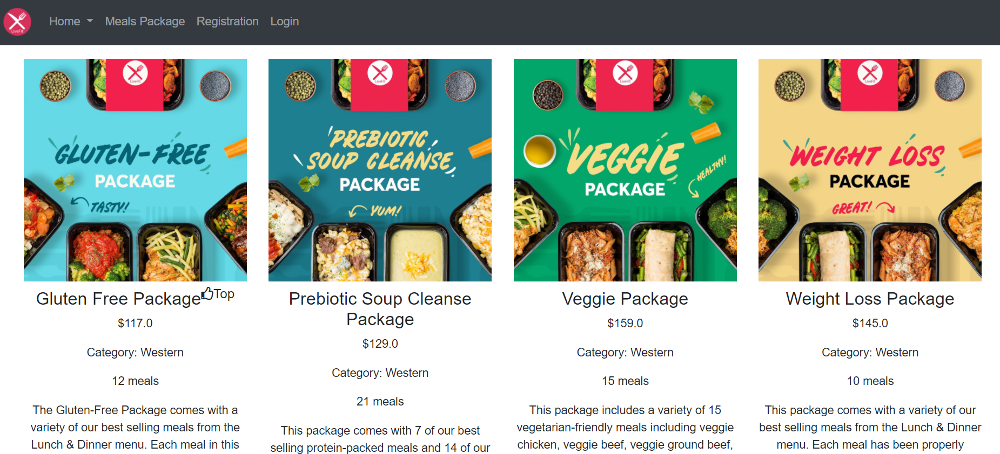 LiveFit
Home Meals Package Registration Login
LiveFit
GLUTEN-FREE
PACKAGE
TASTY!
Gluten Free Package Top
$117.0
Category: Western
12 meals
The Gluten-Free Package comes with a
variety of our best selling meals from the
Lunch & Dinner menu. Each meal in this
LiveFit
PREBIOTIC
SOUP CLEANSE
PACKAGE
YUM!
Prebiotic Soup Cleanse
Package
$129.0
Category: Western
21 meals
This package comes with 7 of our best
selling protein-packed meals and 14 of our
LiveFit
VEGGIE
PACKAGE
HEALTHY!
Veggie Package
$159.0
Category: Western
15 meals
This package includes a variety of 15
vegetarian-friendly meals including veggie
chicken, veggie beef, veggie ground beef,
LiveFit
WEIGHT LOSS
PACKAGE
GREAT!
Weight Loss Package
$145.0
Category: Western
10 meals
This package comes with a variety of our
best selling meals from the Lunch & Dinner
menu. Each meal has been properly